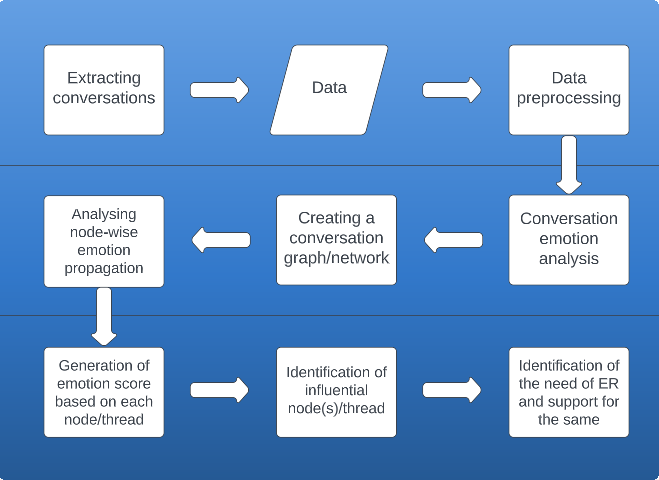 Extracting
conversations
Data
Data
preprocessing
Conversation
emotion
analysis
Creating a
conversation
graph/network
Analysing
node-wise
emotion
propagation
Generation of
emotion score
based on each
node/thread
Identification of
influential
node(s)/thread
Identification of
the need of ER
and support for
the same